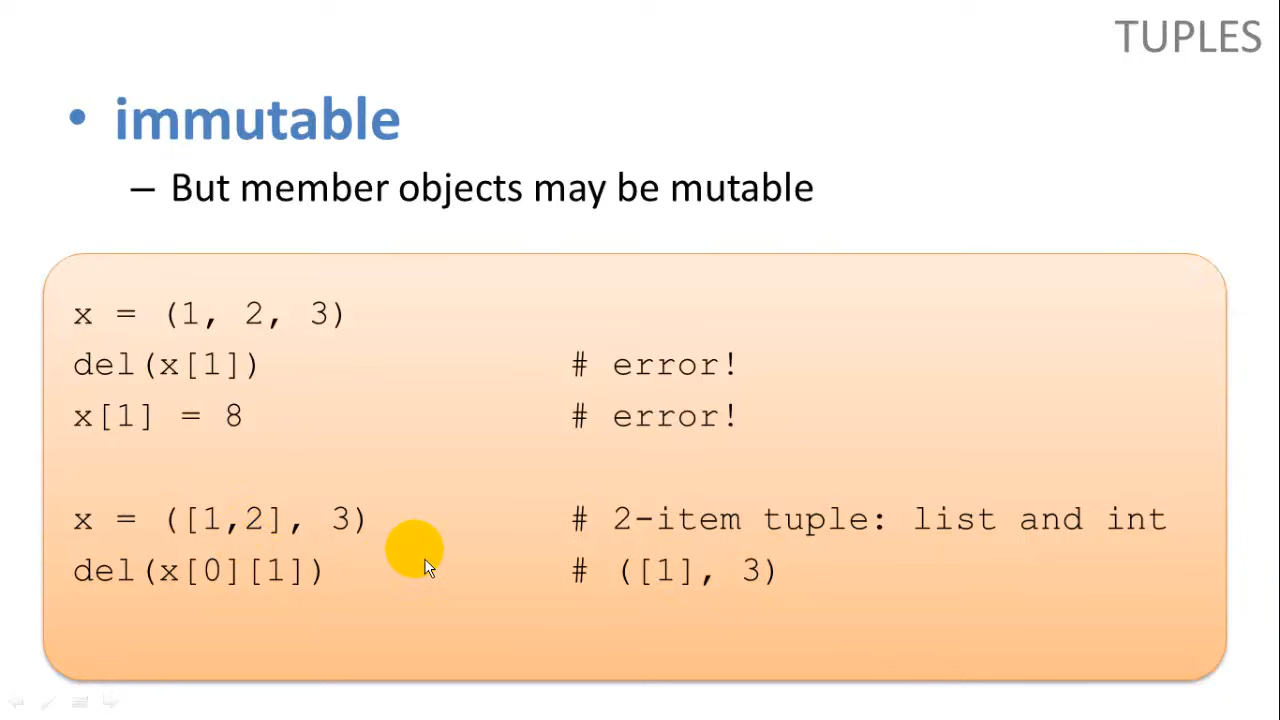 TUPLES
• immutable
– But member objects may be mutable
x = (1, 2, 3)
del(x[1]) # error!
x[1] = 8 # error!
x = ([1,2], 3) # 2-item tuple: list and int
del(x[0][1]) # ([1], 3)